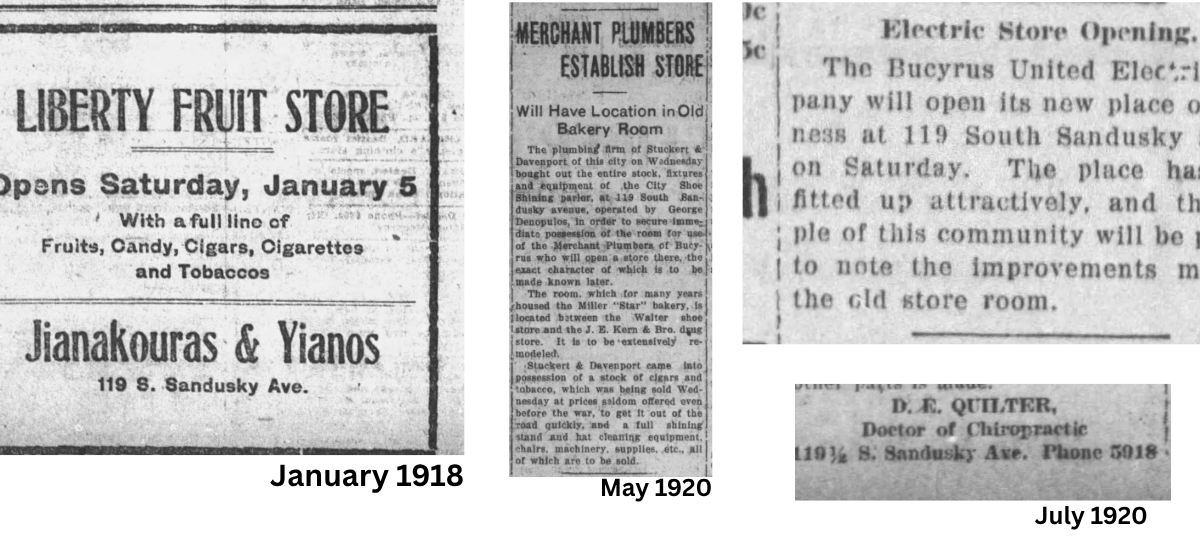 LIBERTY FRUIT STORE
Opens Saturday, January 5
With a full line of
Fruits, Candy, Cigars, Cigarettes
and Tobaccos
Jianakouras & Yianos
119 S. Sandusky Ave.
January 1918
MERCHANT PLUMBERS
ESTABLISH STORE
Will Have Location in Old
Bakery Room
The plumbing firm of Stuckert &
Davenport of this city on Wednesday
bought out the entire stock, fixtures
and equipment of the City Shoe
Shining parlor, at 119 South San-
dusky avenue, operated by George
Denopulos, in order to secure imme-
diate possession of the room for use
of the Merchant Plumbers of Bucy-
rus who will open a store there, the
exact character of which is to be
made known later.
The room, which for many years
housed the Miller "Star" bakery, is
located between the Walter shoe
store and the J. E. Kern & Bro. drug
store. It is to be extensively re-
modeled.
Stuckert & Davenport came into
possession of a stock of cigars and
tobacco, which was being sold Wed-
nesday at prices seldom offered even
before the war, to get it out of the
road quickly, and a full shining
stand and hat cleaning equipment,
chairs, machinery, supplies, etc., all
of which are to be sold.
May 1920
0c
5c
h
Electric Store Opening.
The Bucyrus United Electri
pany will open its new place o
ness at 119 South Sandusky
on Saturday. The place has
fitted up attractively, and th
ple of this community will be
to note the improvements m
the old store room.
other parts is made.
D. E. QUILTER,
Doctor of Chiropractic
119½ S. Sandusky Ave. Phone 5918
July 1920